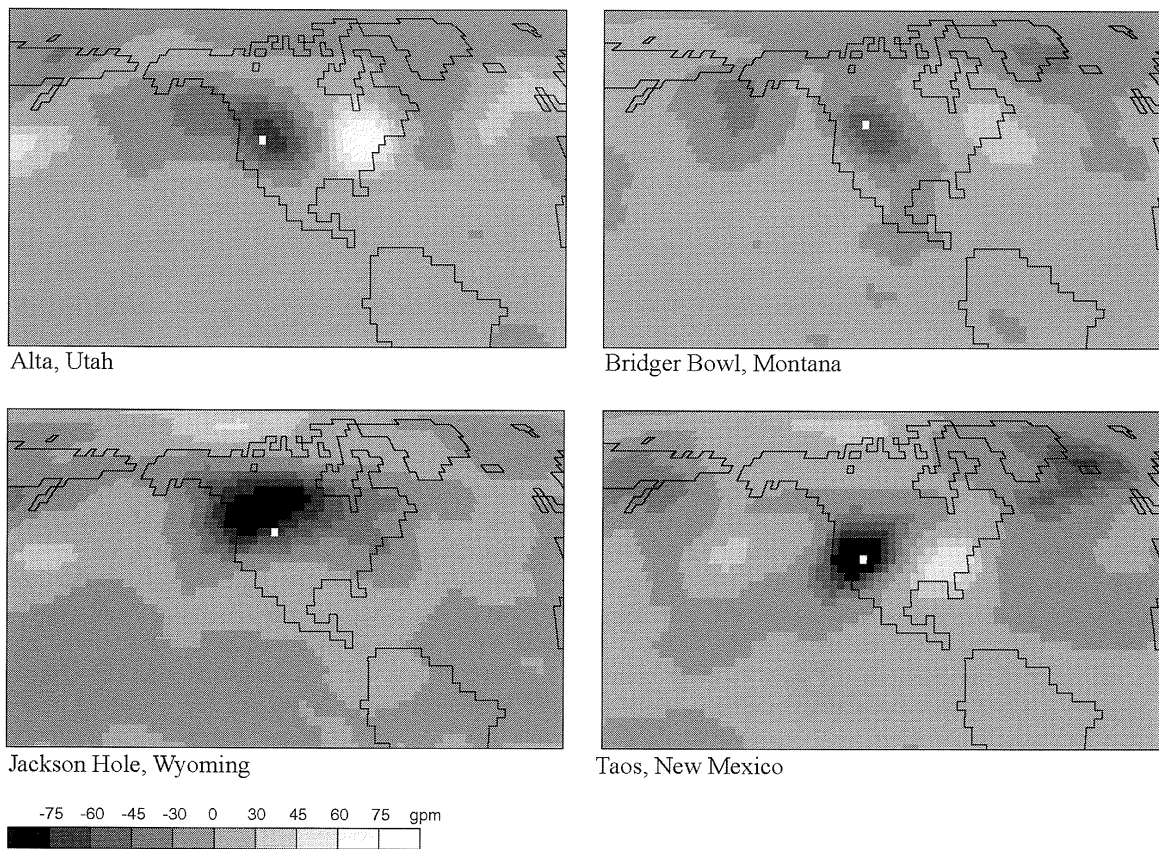 Alta, Utah
Bridger Bowl, Montana
Jackson Hole, Wyoming
Taos, New Mexico
-75 -60 -45 -30 0 30 45 60 75 gpm